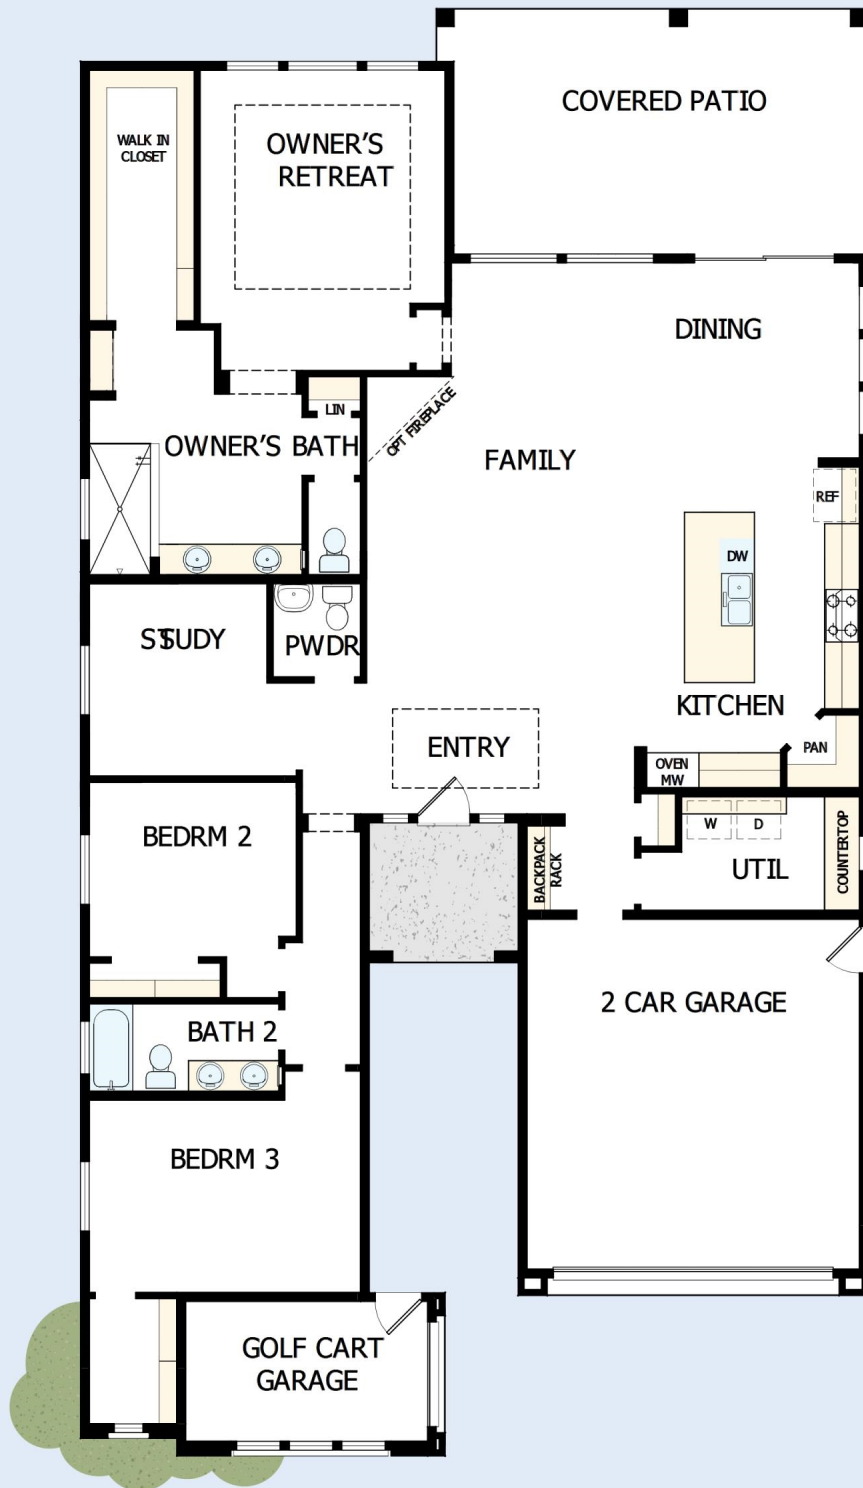 COVERED PATIO
WALK IN
CLOSET
OWNER'S
RETREAT
DINING
LIN
OPT FIREPLACE
OWNER'S BATH
FAMILY
REF
DW
STSUDY
PWDR
KITCHEN
ENTRY
PAN
OVEN
MW
W
D
BEDRM 2
BACKPACK
RACK
UTIL
COUNTERTOP
2 CAR GARAGE
BATH 2
BEDRM 3
GOLF CART
GARAGE